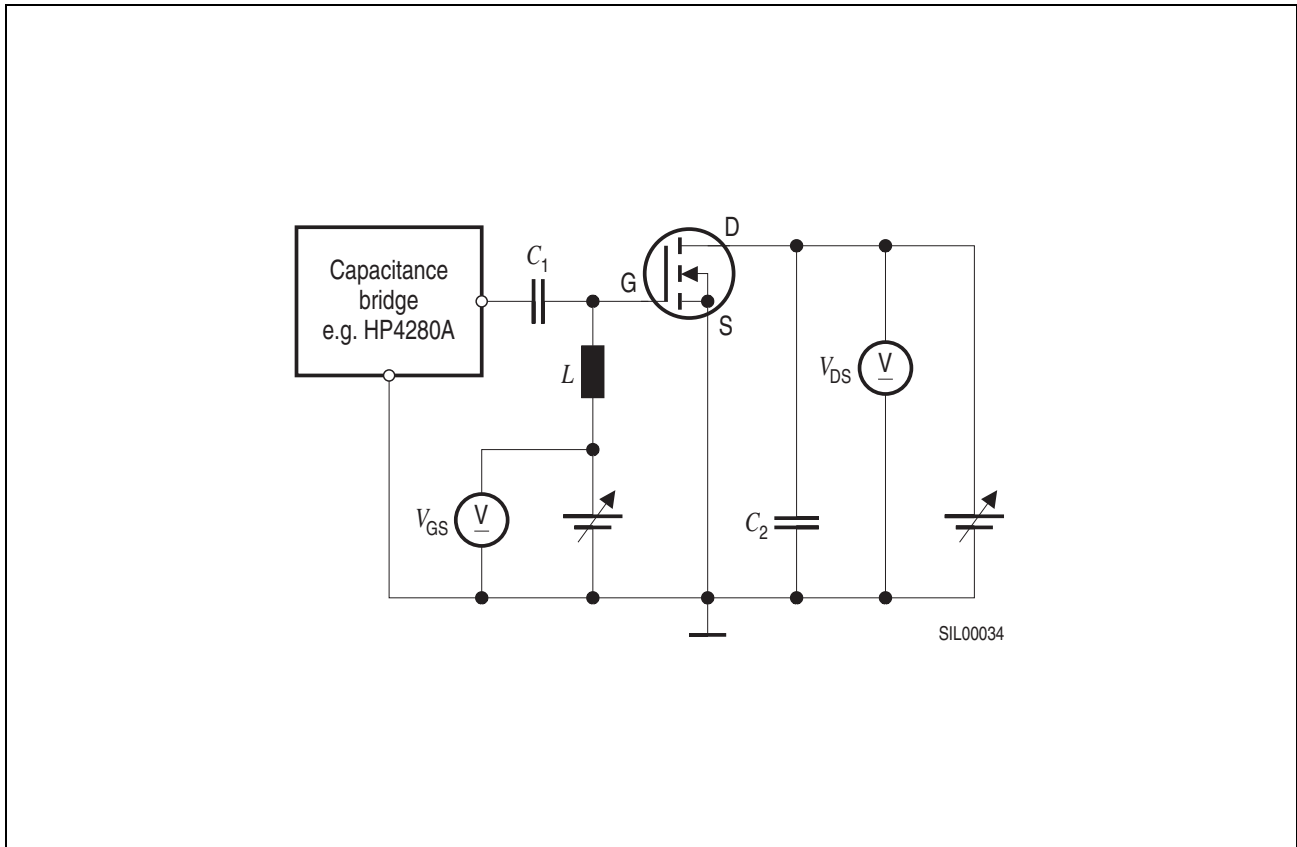 Capacitance
bridge
e.g. HP4280A
C1
G
D
S
L
VGS
V
C2
VDS
V
SIL00034